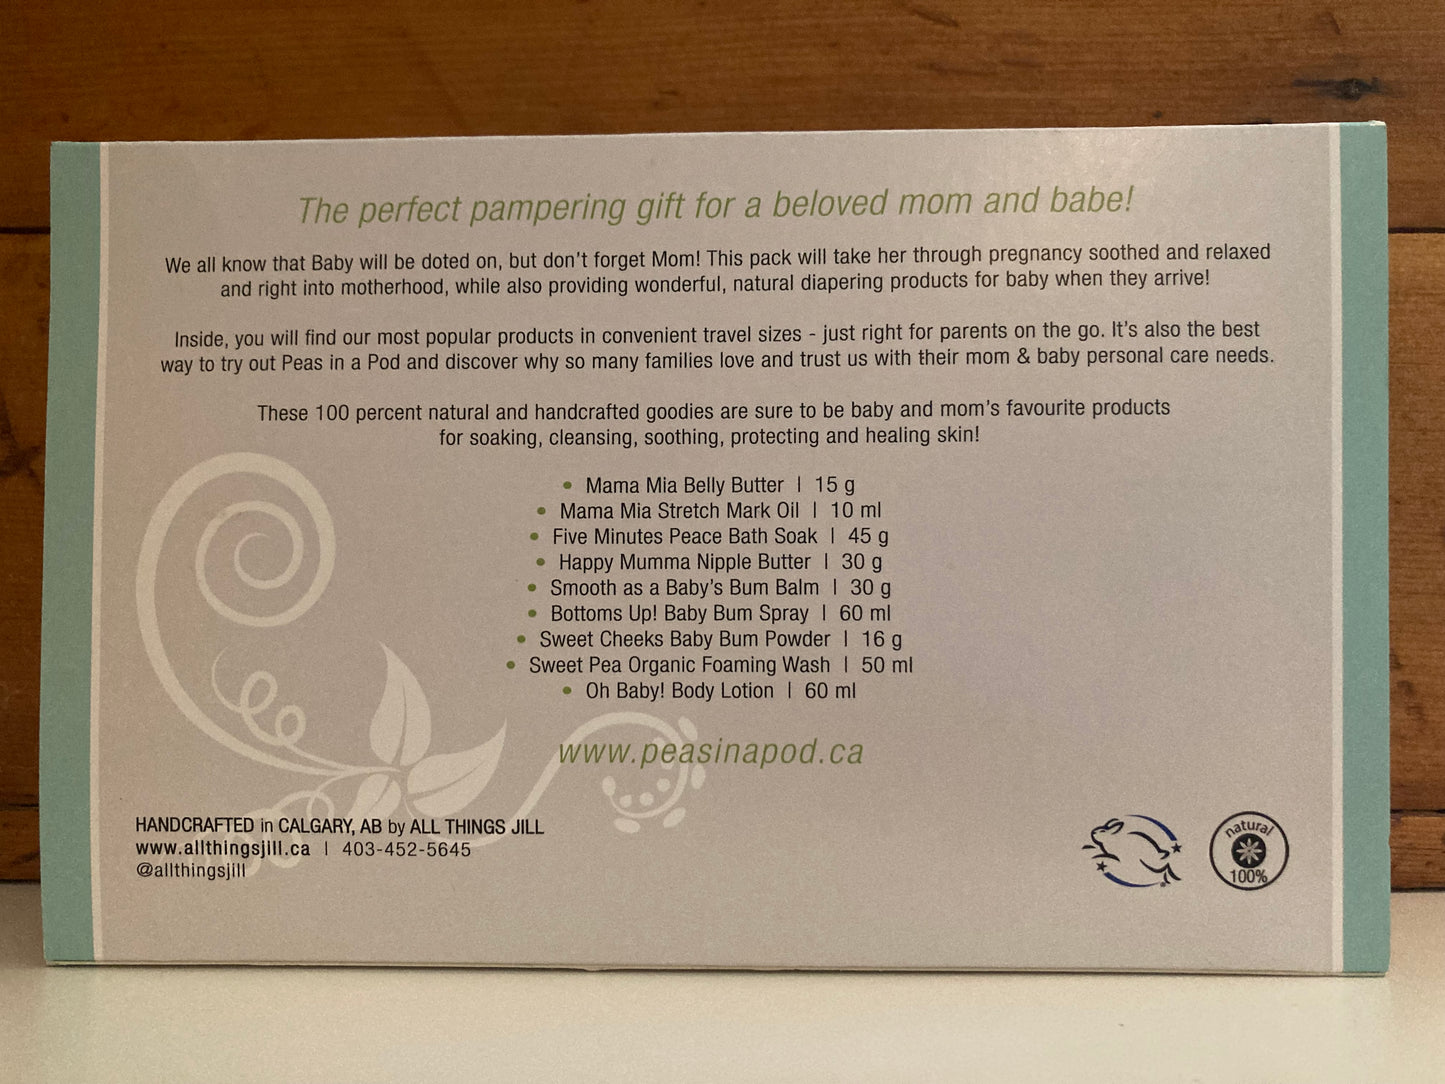 The perfect pampering gift for a beloved mom and babe!
We all know that Baby will be doted on, but don't forget Mom! This pack will take her through pregnancy soothed and relaxed
and right into motherhood, while also providing wonderful, natural diapering products for baby when they arrive!
Inside, you will find our most popular products in convenient travel sizes - just right for parents on the go. It's also the best
way to try out Peas in a Pod and discover why so many families love and trust us with their mom & baby personal care needs.
These 100 percent natural and handcrafted goodies are sure to be baby and mom's favourite products
for soaking, cleansing, soothing, protecting and healing skin!
• Mama Mia Belly Butter | 15 g
• Mama Mia Stretch Mark Oil | 10 ml
• Five Minutes Peace Bath Soak | 45 g
• Happy Mumma Nipple Butter | 30 g
• Smooth as a Baby's Bum Balm | 30 g
• Bottoms Up! Baby Bum Spray | 60 ml
• Sweet Cheeks Baby Bum Powder | 16 g
• Sweet Pea Organic Foaming Wash | 50 ml
• Oh Baby! Body Lotion | 60 ml
www.peasinapod.ca
HANDCRAFTED in CALGARY, AB by ALL THINGS JILL
www.allthingsjill.ca | 403-452-5645
@allthingsjill
natural
100%